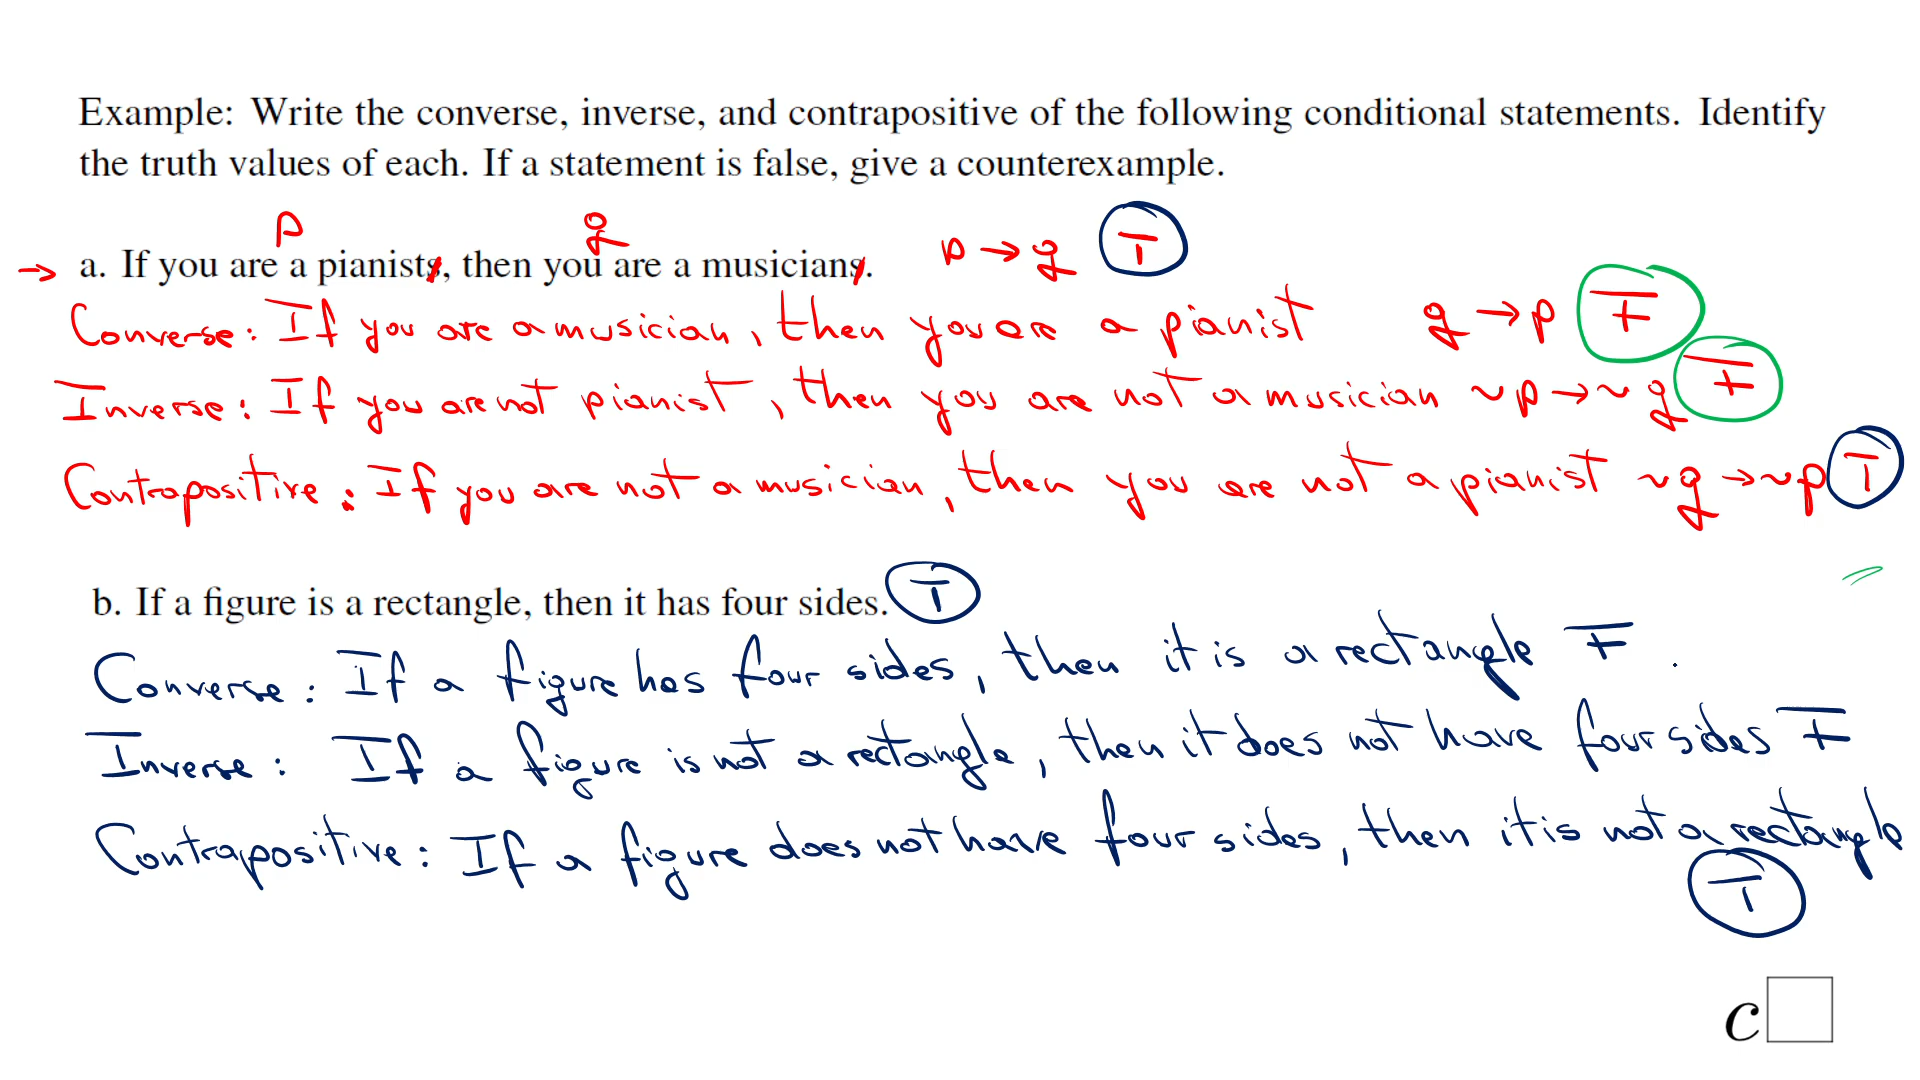 Example: Write the converse, inverse, and contrapositive of the following conditional statements. Identify
the truth values of each. If a statement is false, give a counterexample.
p q
→ a. If you are a pianists, then you are a musicians. p → q T
Converse: If you are a musician, then you are a pianist q → p F
Inverse: If you are not pianist, then you are not a musician ~p → ~q F
Contrapositive: If you are not a musician, then you are not a pianist ~q → ~p T
b. If a figure is a rectangle, then it has four sides. T
Converse: If a figure has four sides, then it is a rectangle F.
Inverse: If a figure is not a rectangle, then it does not have four sides F
Contrapositive: If a figure does not have four sides, then it is not a rectangle
T
c